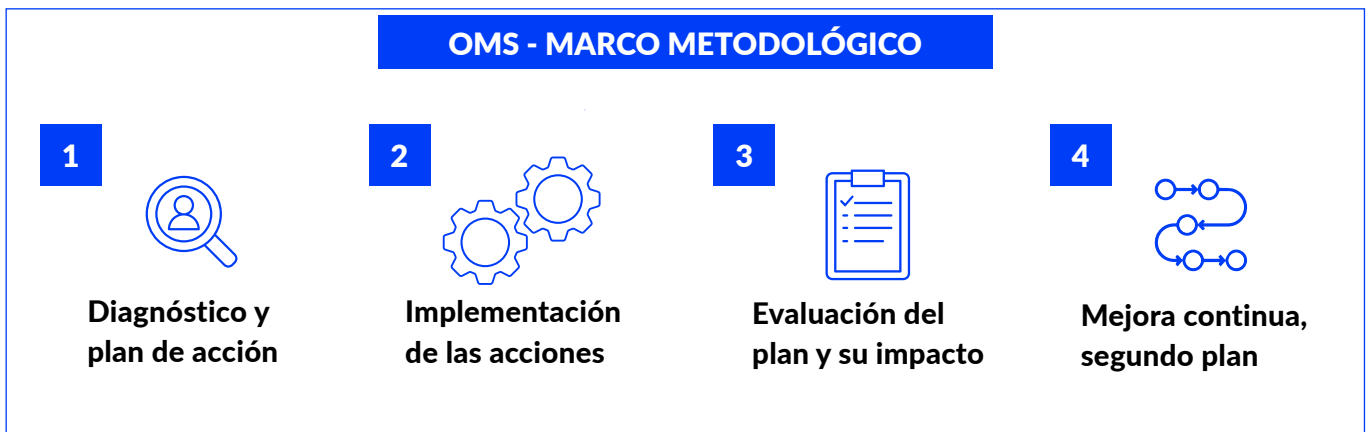 OMS - MARCO METODOLÓGICO
1
Diagnóstico y
plan de acción
2
Implementación
de las acciones
3
Evaluación del
plan y su impacto
4
Mejora continua,
segundo plan